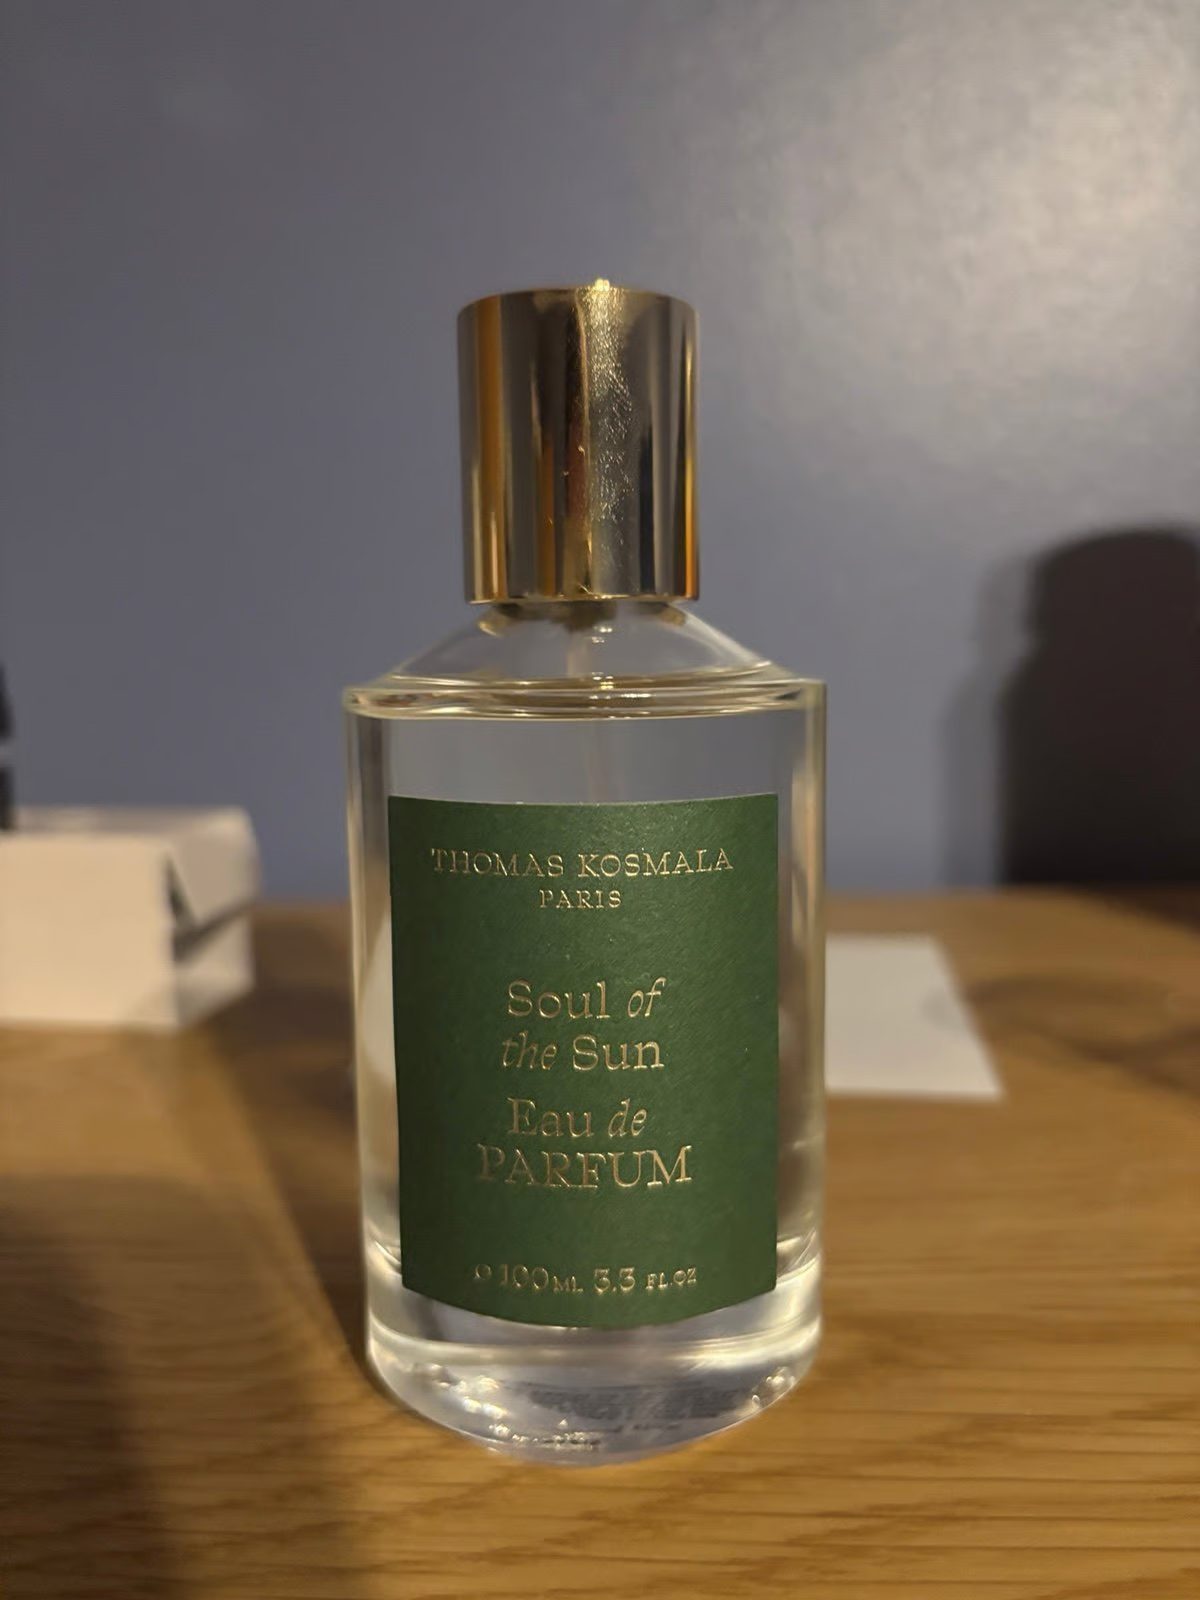 THOMAS KOSMALA
PARIS
Soul of
the Sun
Eau de
PARFUM
100ML 3.3 FL.OZ